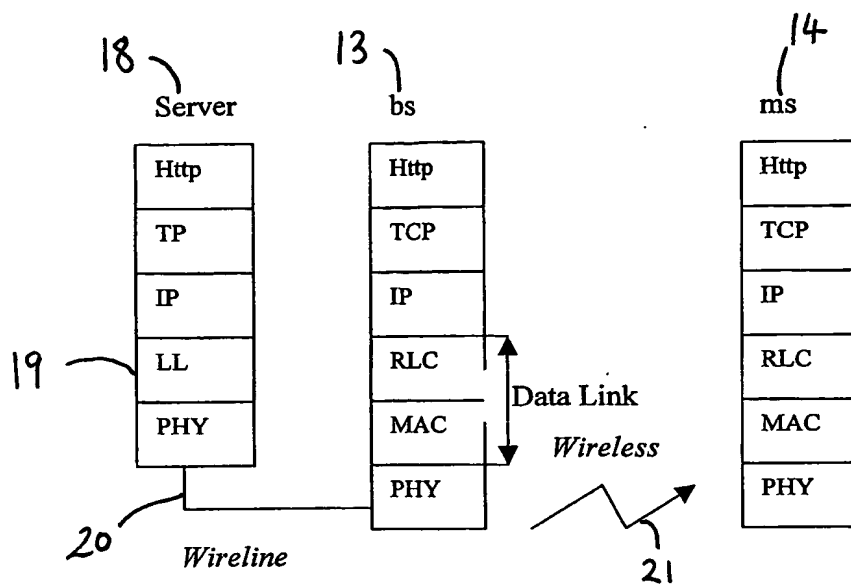 18
13
14
Server
bs
ms
Http
TP
IP
LL
PHY
19
20
Wireline
Http
TCP
IP
RLC
MAC
PHY
Data Link
Wireless
21
Http
TCP
IP
RLC
MAC
PHY